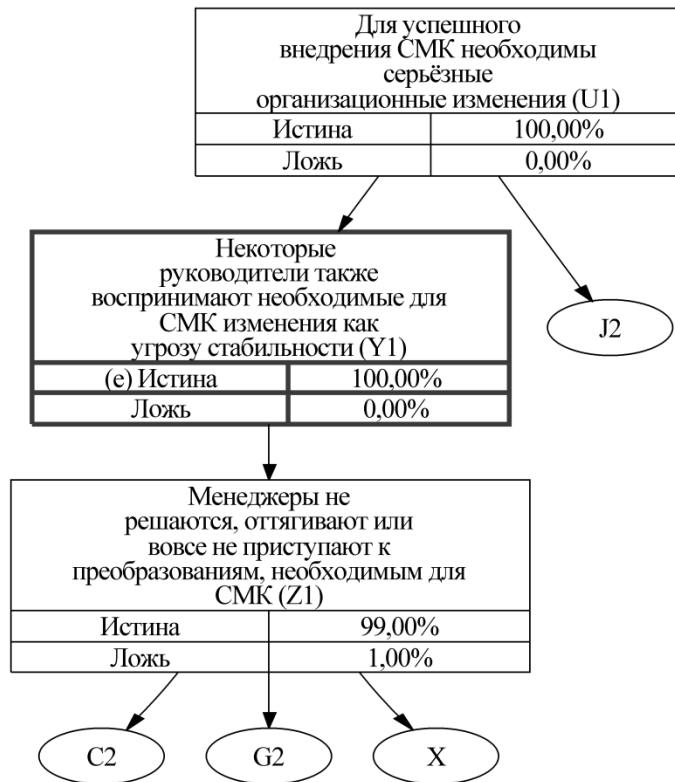 Для успешного
внедрения СМК необходимы
серьёзные
организационные изменения (U1)
Истина 100,00%
Ложь 0,00%
Некоторые
руководители также
воспринимают необходимые для
СМК изменения как
угрозу стабильности (Y1)
(е) Истина 100,00%
Ложь 0,00%
J2
Менеджеры не
решаются, оттягивают или
вовсе не приступают к
преобразованиям, необходимым для
СМК (Z1)
Истина 99,00%
Ложь 1,00%
C2 G2 X